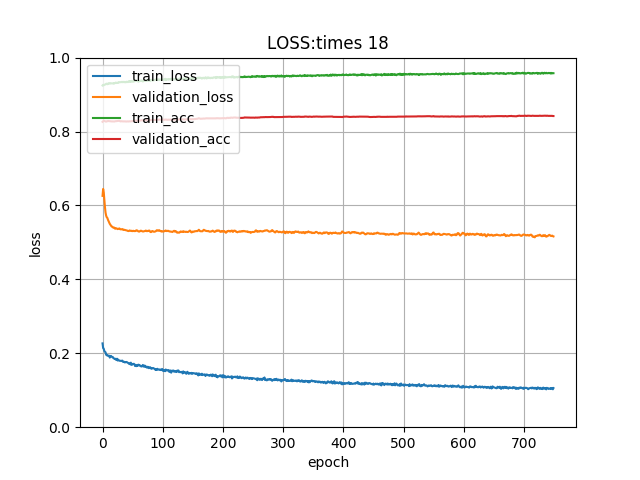 LOSS:times 18
1.0
0.8
0.6
0.4
0.2
0.0
loss
train_loss
validation_loss
train_acc
validation_acc
0 100 200 300 400 500 600 700
epoch